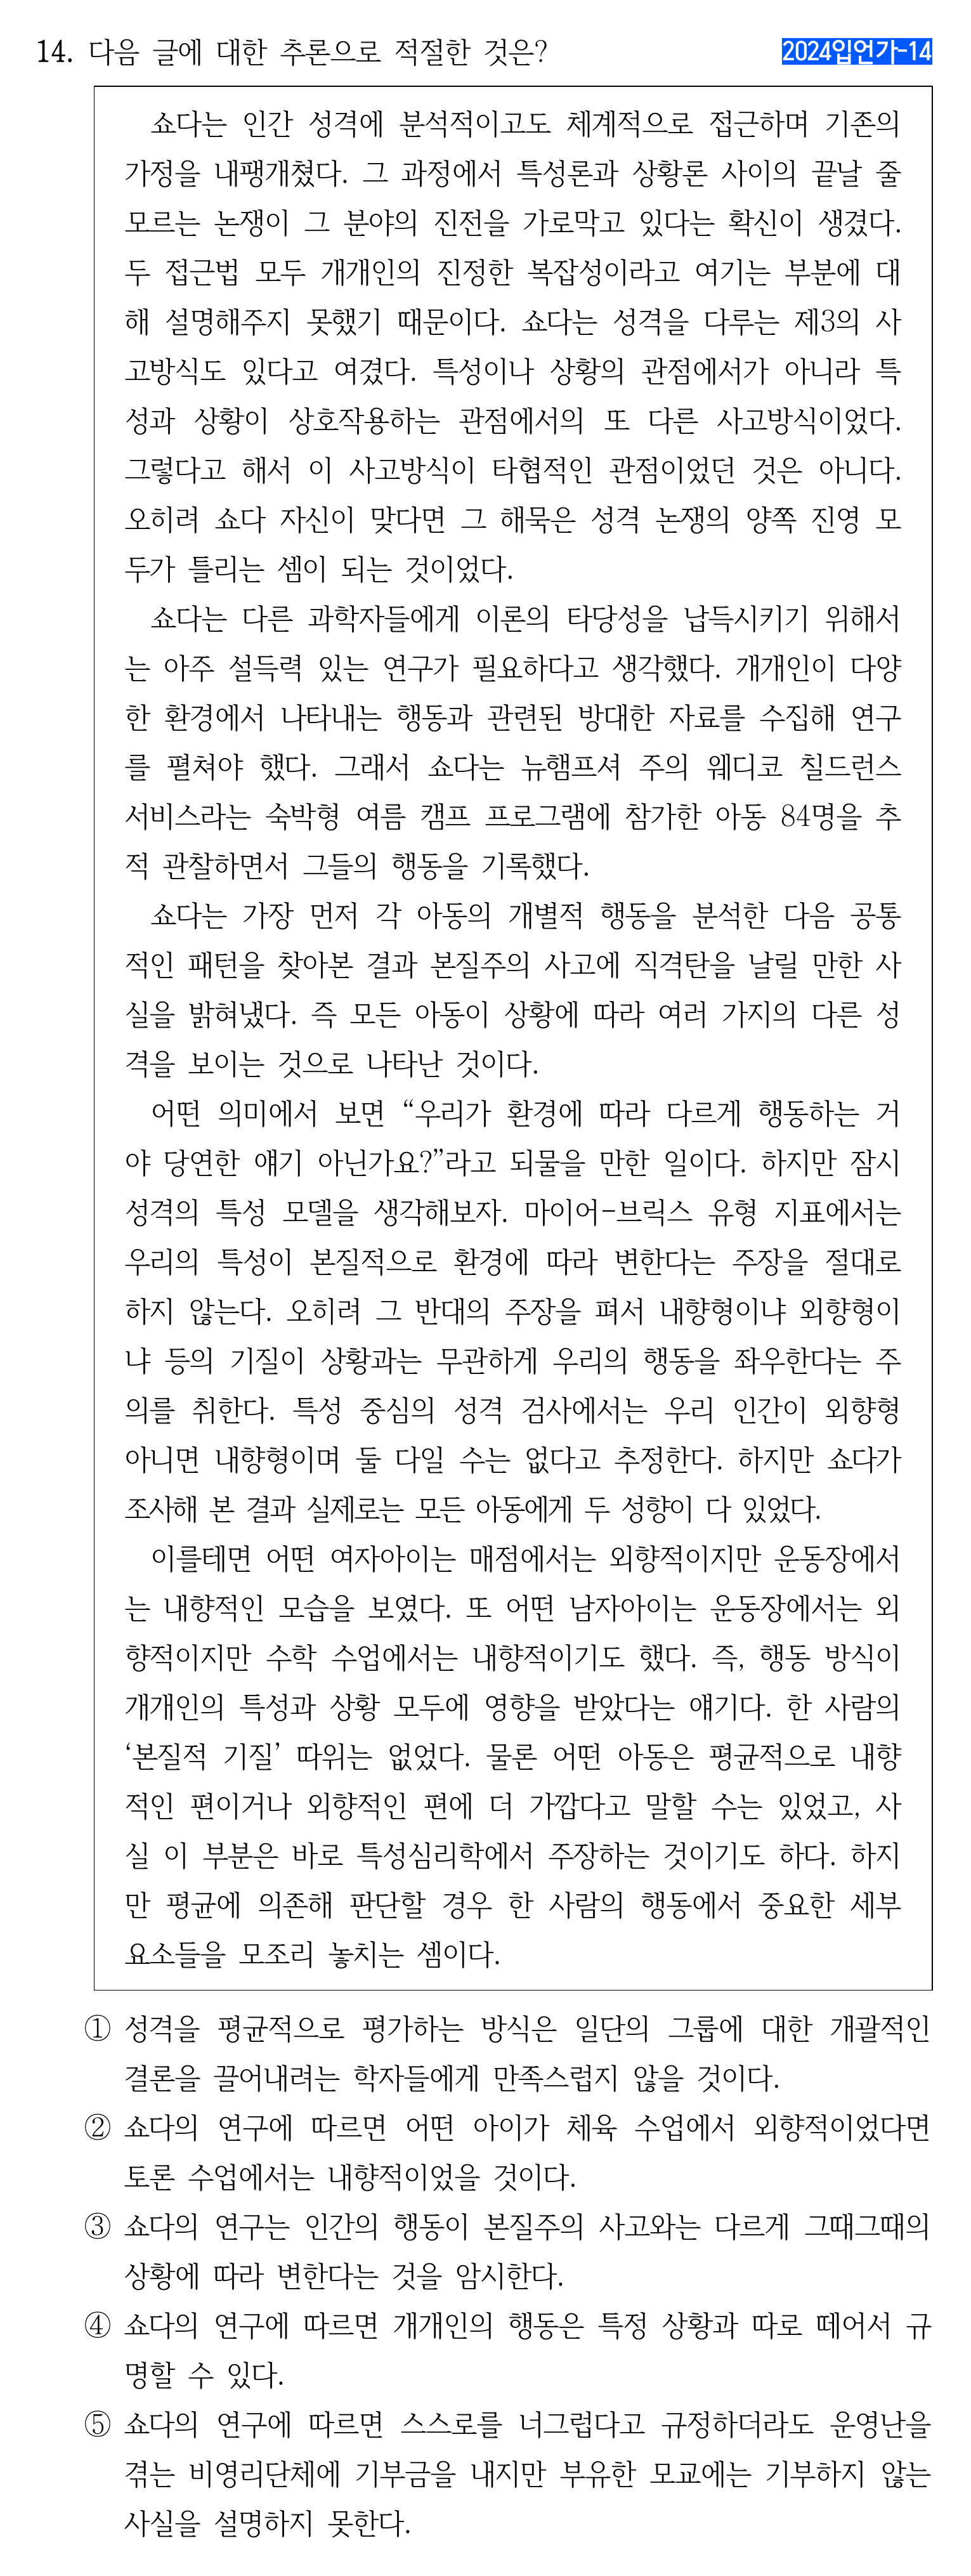 14. 다음 글에 대한 추론으로 적절한 것은?
2024입언가-14
쇼다는 인간 성격에 분석적이고도 체계적으로 접근하며 기존의
가정을 내팽개쳤다. 그 과정에서 특성론과 상황론 사이의 끝날 줄
모르는 논쟁이 그 분야의 진전을 가로막고 있다는 확신이 생겼다.
두 접근법 모두 개개인의 진정한 복잡성이라고 여기는 부분에 대
해 설명해주지 못했기 때문이다. 쇼다는 성격을 다루는 제3의 사
고방식도 있다고 여겼다. 특성이나 상황의 관점에서가 아니라 특
성과 상황이 상호작용하는 관점에서의 또 다른 사고방식이었다.
그렇다고 해서 이 사고방식이 타협적인 관점이었던 것은 아니다.
오히려 쇼다 자신이 맞다면 그 해묵은 성격 논쟁의 양쪽 진영 모
두가 틀리는 셈이 되는 것이었다.
쇼다는 다른 과학자들에게 이론의 타당성을 납득시키기 위해서
는 아주 설득력 있는 연구가 필요하다고 생각했다. 개개인이 다양
한 환경에서 나타내는 행동과 관련된 방대한 자료를 수집해 연구
를 펼쳐야 했다. 그래서 쇼다는 뉴햄프셔 주의 웨디코 칠드런스
서비스라는 숙박형 여름 캠프 프로그램에 참가한 아동 84명을 추
적 관찰하면서 그들의 행동을 기록했다.
쇼다는 가장 먼저 각 아동의 개별적 행동을 분석한 다음 공통
적인 패턴을 찾아본 결과 본질주의 사고에 직격탄을 날릴 만한 사
실을 밝혀냈다. 즉 모든 아동이 상황에 따라 여러 가지의 다른 성
격을 보이는 것으로 나타난 것이다.
어떤 의미에서 보면 “우리가 환경에 따라 다르게 행동하는 거
야 당연한 얘기 아닌가요?”라고 되물을 만한 일이다. 하지만 잠시
성격의 특성 모델을 생각해보자. 마이어-브릭스 유형 지표에서는
우리의 특성이 본질적으로 환경에 따라 변한다는 주장을 절대로
하지 않는다. 오히려 그 반대의 주장을 펴서 내향형이냐 외향형이
냐 등의 기질이 상황과는 무관하게 우리의 행동을 좌우한다는 주
의를 취한다. 특성 중심의 성격 검사에서는 우리 인간이 외향형
아니면 내향형이며 둘 다일 수는 없다고 추정한다. 하지만 쇼다가
조사해 본 결과 실제로는 모든 아동에게 두 성향이 다 있었다.
이를테면 어떤 여자아이는 매점에서는 외향적이지만 운동장에서
는 내향적인 모습을 보였다. 또 어떤 남자아이는 운동장에서는 외
향적이지만 수학 수업에서는 내향적이기도 했다. 즉, 행동 방식이
개개인의 특성과 상황 모두에 영향을 받았다는 얘기다. 한 사람의
‘본질적 기질’ 따위는 없었다. 물론 어떤 아동은 평균적으로 내향
적인 편이거나 외향적인 편에 더 가깝다고 말할 수는 있었고, 사
실 이 부분은 바로 특성심리학에서 주장하는 것이기도 하다. 하지
만 평균에 의존해 판단할 경우 한 사람의 행동에서 중요한 세부
요소들을 모조리 놓치는 셈이다.
① 성격을 평균적으로 평가하는 방식은 일단의 그룹에 대한 개괄적인
결론을 끌어내려는 학자들에게 만족스럽지 않을 것이다.
② 쇼다의 연구에 따르면 어떤 아이가 체육 수업에서 외향적이었다면
토론 수업에서는 내향적이었을 것이다.
③ 쇼다의 연구는 인간의 행동이 본질주의 사고와는 다르게 그때그때의
상황에 따라 변한다는 것을 암시한다.
④ 쇼다의 연구에 따르면 개개인의 행동은 특정 상황과 따로 떼어서 규
명할 수 있다.
⑤ 쇼다의 연구에 따르면 스스로를 너그럽다고 규정하더라도 운영난을
겪는 비영리단체에 기부금을 내지만 부유한 모교에는 기부하지 않는
사실을 설명하지 못한다.